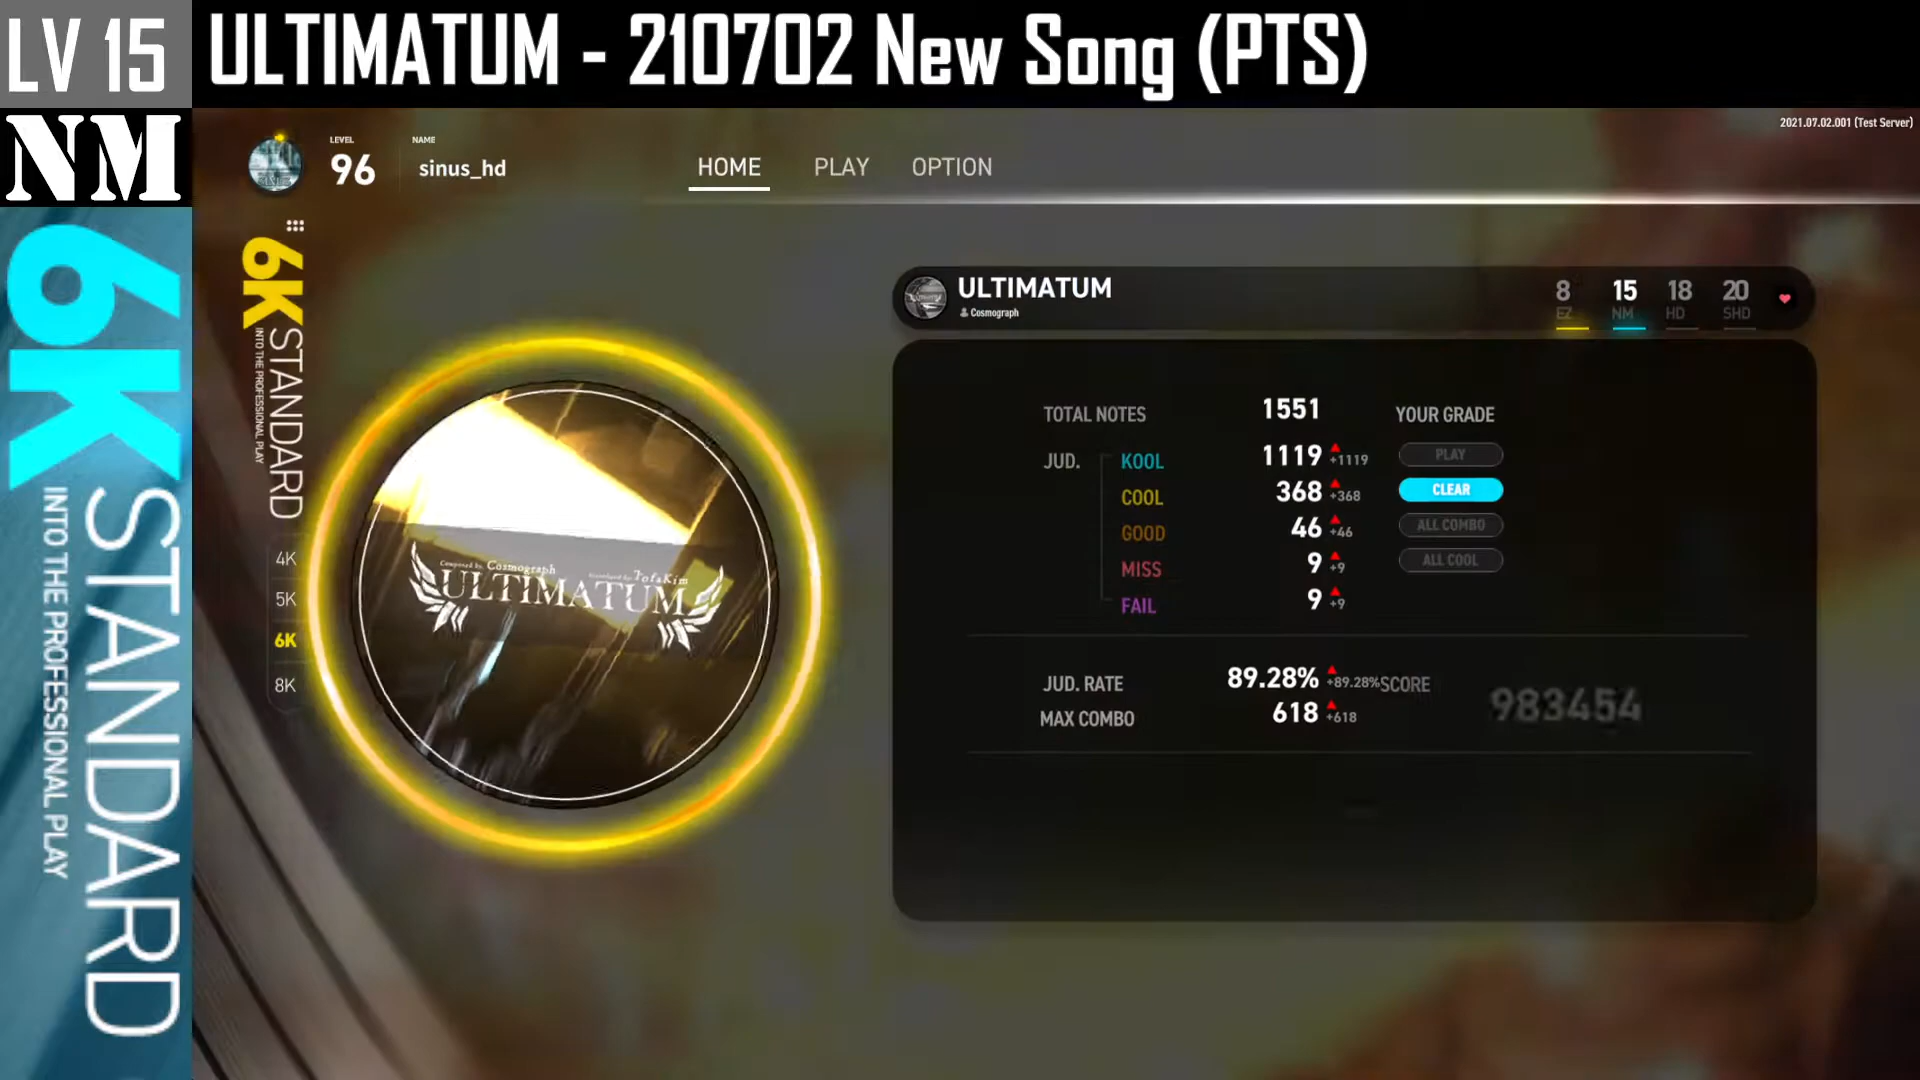 LV 15
ULTIMATUM - 210702 New Song (PTS)
NM
6K
STANDARD
INTO THE PROFESSIONAL PLAY
2021.07.02.001 (Test Server)
LEVEL
96
NAME
sinus_hd
HOME
PLAY
OPTION
6K
STANDARD
INTO THE PROFESSIONAL PLAY
4K
5K
6K
8K
Composed by. Cosmograph
TofaKim
ULTIMATUM
ULTIMATUM
Cosmograph
8 15 18 20
EZ NM HD SHD
TOTAL NOTES 1551
JUD.
KOOL 1119 +1119
COOL 368 +368
GOOD 46 +46
MISS 9 +9
FAIL 9 +9
YOUR GRADE
PLAY
CLEAR
ALL COMBO
ALL COOL
JUD. RATE 89.28% +89.28%
MAX COMBO 618 +618
SCORE 983454